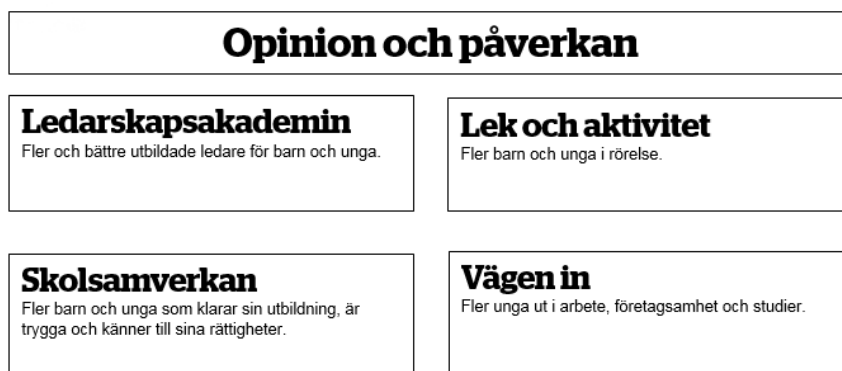 Opinion och påverkan
Ledarskapsakademin
Fler och bättre utbildade ledare för barn och unga.
Lek och aktivitet
Fler barn och unga i rörelse.
Skolsamverkan
Fler barn och unga som klarar sin utbildning, är
trygga och känner till sina rättigheter.
Vägen in
Fler unga ut i arbete, företagsamhet och studier.